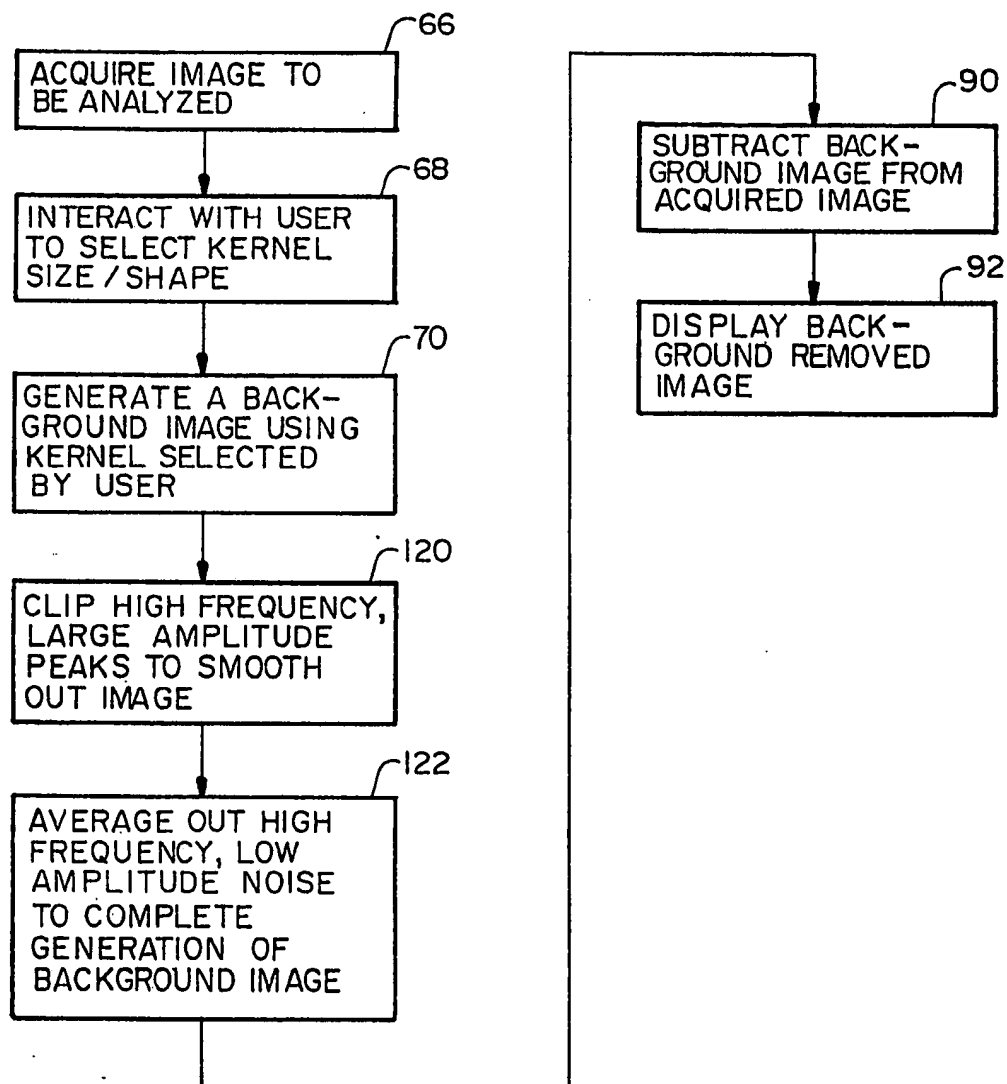 66
ACQUIRE IMAGE TO
BE ANALYZED
68
INTERACT WITH USER
TO SELECT KERNEL
SIZE / SHAPE
70
GENERATE A BACK-
GROUND IMAGE USING
KERNEL SELECTED
BY USER
120
CLIP HIGH FREQUENCY,
LARGE AMPLITUDE
PEAKS TO SMOOTH
OUT IMAGE
122
AVERAGE OUT HIGH
FREQUENCY, LOW
AMPLITUDE NOISE
TO COMPLETE
GENERATION OF
BACKGROUND IMAGE
90
SUBTRACT BACK-
GROUND IMAGE FROM
ACQUIRED IMAGE
92
DISPLAY BACK-
GROUND REMOVED
IMAGE